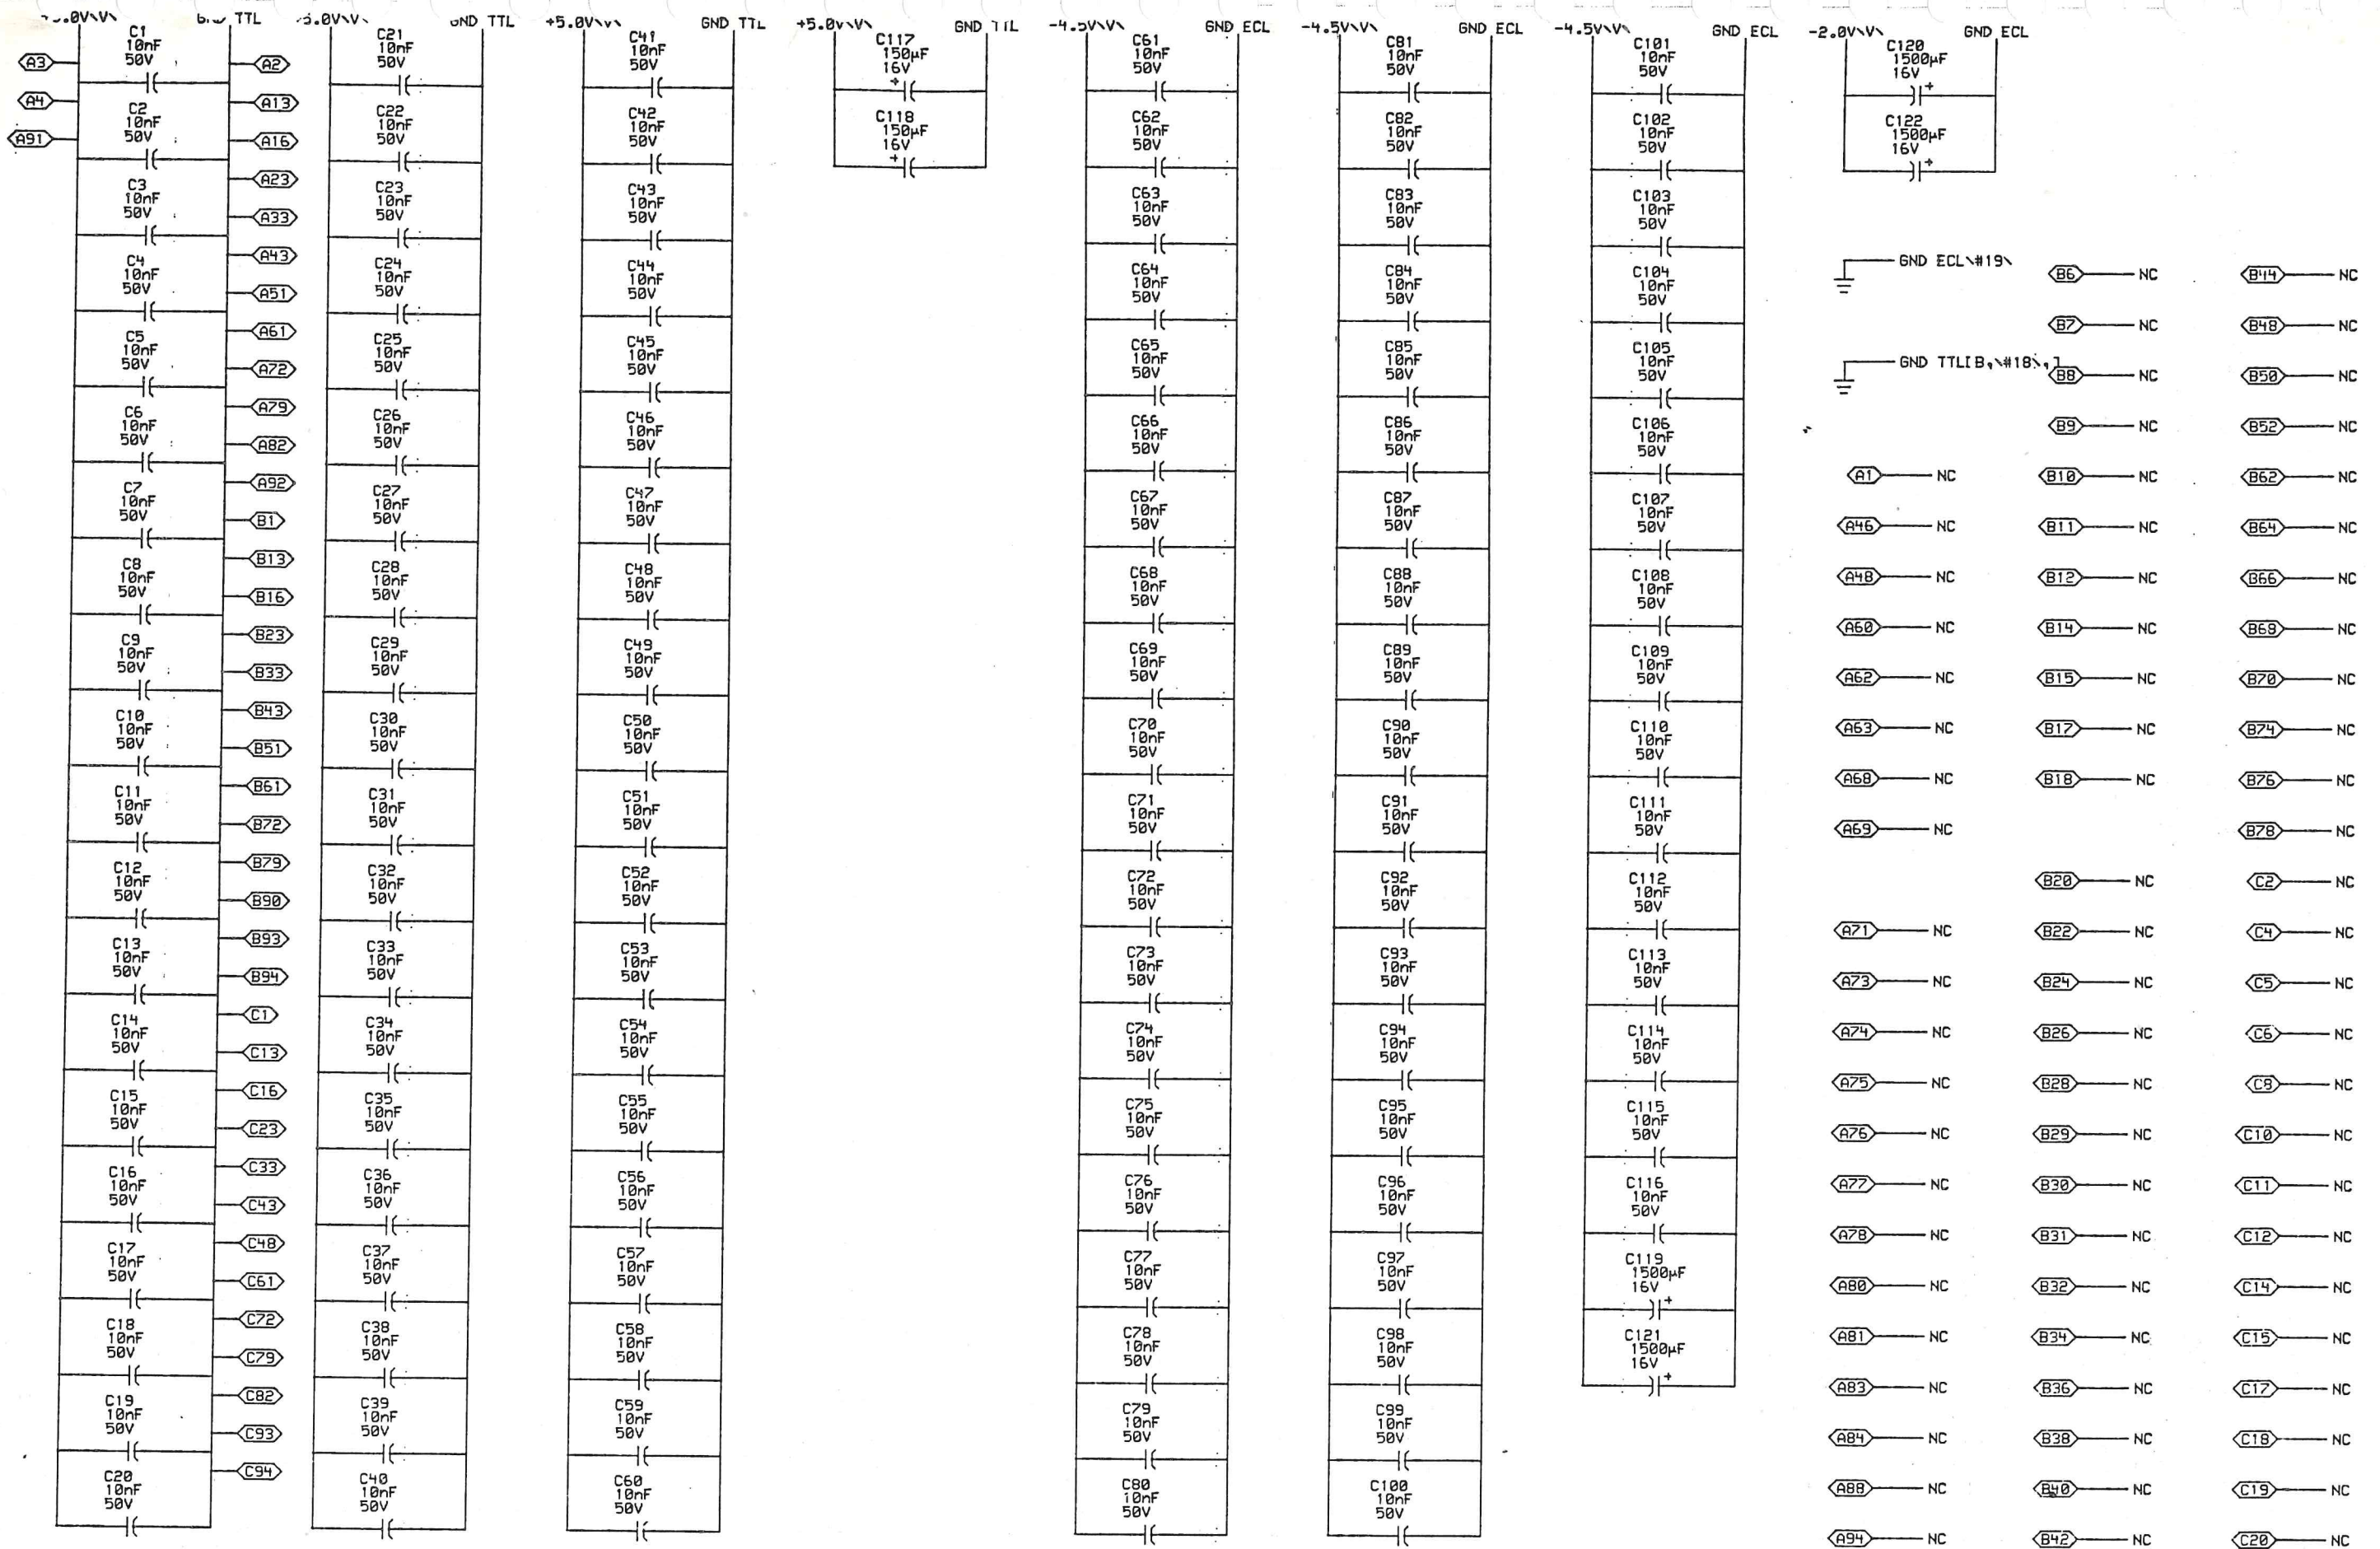 .0V\V\
GND TTL
C1
10nF
50V
C2
10nF
50V
C3
10nF
50V
C4
10nF
50V
C5
10nF
50V
C6
10nF
50V
C7
10nF
50V
C8
10nF
50V
C9
10nF
50V
C10
10nF
50V
C11
10nF
50V
C12
10nF
50V
C13
10nF
50V
C14
10nF
50V
C15
10nF
50V
C16
10nF
50V
C17
10nF
50V
C18
10nF
50V
C19
10nF
50V
C20
10nF
50V
A3
A4
A91
A2
A13
A16
A23
A33
A43
A51
A61
A72
A79
A82
A92
B1
B13
B16
B23
B33
B43
B51
B61
B72
B79
B90
B93
B94
C1
C13
C16
C23
C33
C43
C48
C61
C72
C79
C82
C93
C94
5.0V\V\
GND TTL
C21
10nF
50V
C22
10nF
50V
C23
10nF
50V
C24
10nF
50V
C25
10nF
50V
C26
10nF
50V
C27
10nF
50V
C28
10nF
50V
C29
10nF
50V
C30
10nF
50V
C31
10nF
50V
C32
10nF
50V
C33
10nF
50V
C34
10nF
50V
C35
10nF
50V
C36
10nF
50V
C37
10nF
50V
C38
10nF
50V
C39
10nF
50V
C40
10nF
50V
+5.0V\V\
GND TTL
C41
10nF
50V
C42
10nF
50V
C43
10nF
50V
C44
10nF
50V
C45
10nF
50V
C46
10nF
50V
C47
10nF
50V
C48
10nF
50V
C49
10nF
50V
C50
10nF
50V
C51
10nF
50V
C52
10nF
50V
C53
10nF
50V
C54
10nF
50V
C55
10nF
50V
C56
10nF
50V
C57
10nF
50V
C58
10nF
50V
C59
10nF
50V
C60
10nF
50V
+5.0V\V\
GND TTL
C117
150µF
16V
+
C118
150µF
16V
+
-4.5V\V\
GND ECL
C61
10nF
50V
C62
10nF
50V
C63
10nF
50V
C64
10nF
50V
C65
10nF
50V
C66
10nF
50V
C67
10nF
50V
C68
10nF
50V
C69
10nF
50V
C70
10nF
50V
C71
10nF
50V
C72
10nF
50V
C73
10nF
50V
C74
10nF
50V
C75
10nF
50V
C76
10nF
50V
C77
10nF
50V
C78
10nF
50V
C79
10nF
50V
C80
10nF
50V
-4.5V\V\
GND ECL
C81
10nF
50V
C82
10nF
50V
C83
10nF
50V
C84
10nF
50V
C85
10nF
50V
C86
10nF
50V
C87
10nF
50V
C88
10nF
50V
C89
10nF
50V
C90
10nF
50V
C91
10nF
50V
C92
10nF
50V
C93
10nF
50V
C94
10nF
50V
C95
10nF
50V
C96
10nF
50V
C97
10nF
50V
C98
10nF
50V
C99
10nF
50V
C100
10nF
50V
-4.5V\V\
GND ECL
C101
10nF
50V
C102
10nF
50V
C103
10nF
50V
C104
10nF
50V
C105
10nF
50V
C106
10nF
50V
C107
10nF
50V
C108
10nF
50V
C109
10nF
50V
C110
10nF
50V
C111
10nF
50V
C112
10nF
50V
C113
10nF
50V
C114
10nF
50V
C115
10nF
50V
C116
10nF
50V
C119
1500µF
16V
+
C121
1500µF
16V
+
-2.0V\V\
GND ECL
C120
1500µF
16V
+
C122
1500µF
16V
+
GND ECL\#19\
GND TTL[B,\#18\,]
A1 NC
A46 NC
A48 NC
A60 NC
A62 NC
A63 NC
A68 NC
A69 NC
A71 NC
A73 NC
A74 NC
A75 NC
A76 NC
A77 NC
A78 NC
A80 NC
A81 NC
A83 NC
A84 NC
A88 NC
A94 NC
B6 NC
B7 NC
B8 NC
B9 NC
B10 NC
B11 NC
B12 NC
B14 NC
B15 NC
B17 NC
B18 NC
B20 NC
B22 NC
B24 NC
B26 NC
B28 NC
B29 NC
B30 NC
B31 NC
B32 NC
B34 NC
B36 NC
B38 NC
B40 NC
B42 NC
B44 NC
B48 NC
B50 NC
B52 NC
B62 NC
B64 NC
B66 NC
B68 NC
B70 NC
B74 NC
B76 NC
B78 NC
C2 NC
C4 NC
C5 NC
C6 NC
C8 NC
C10 NC
C11 NC
C12 NC
C14 NC
C15 NC
C17 NC
C18 NC
C19 NC
C20 NC